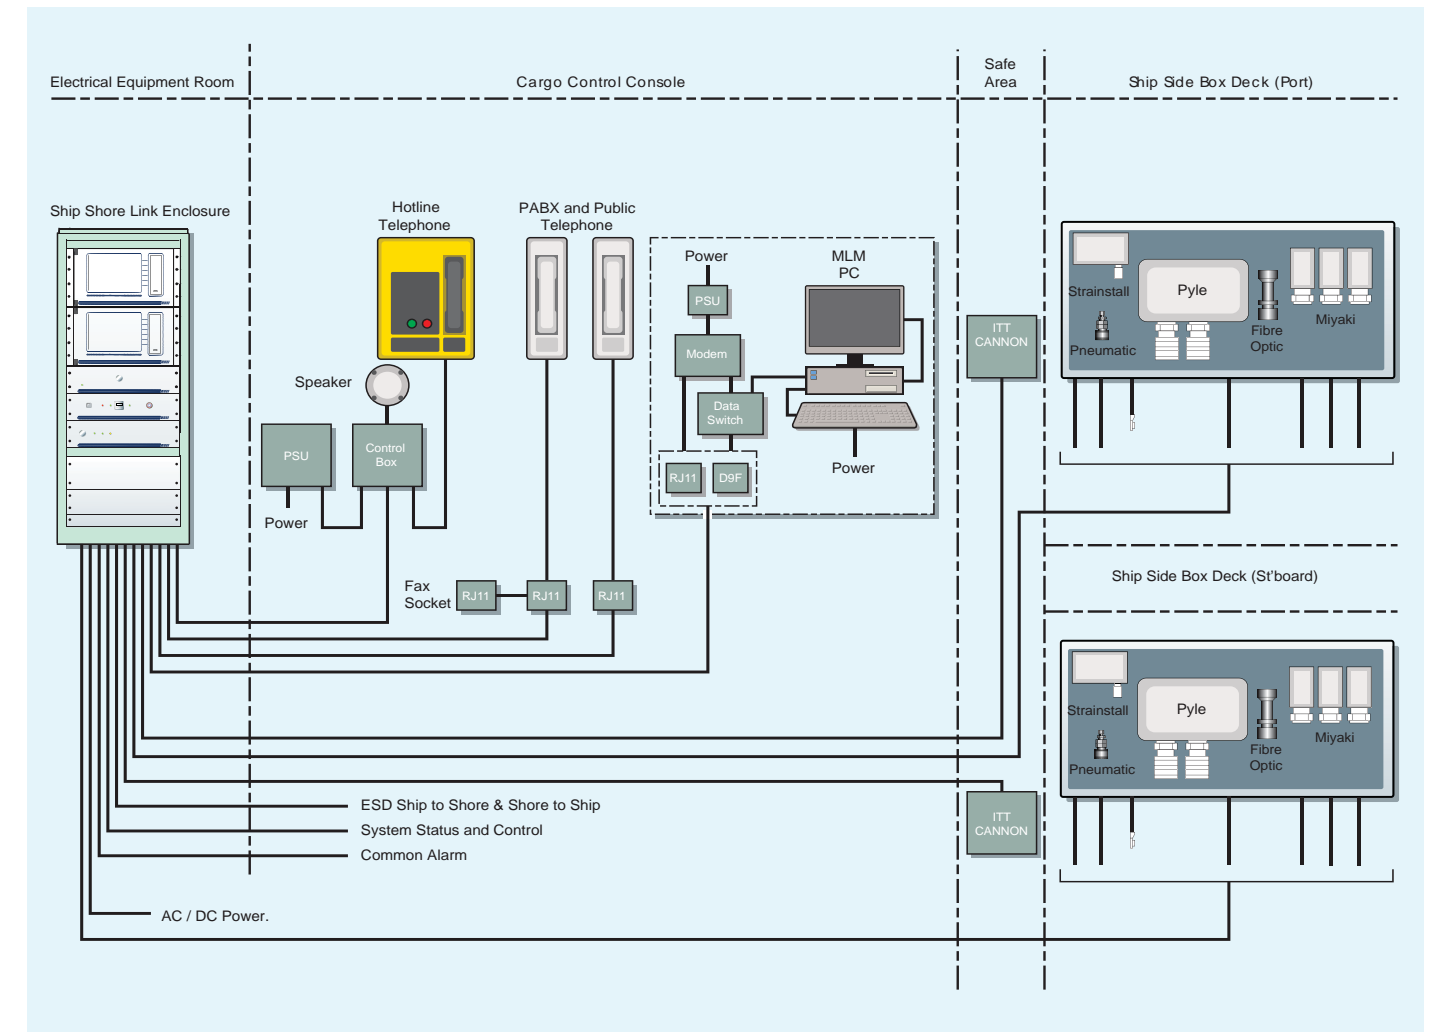 Electrical Equipment Room
Cargo Control Console
Safe
Area
Ship Side Box Deck (Port)
Ship Shore Link Enclosure
Hotline
Telephone
PABX and Public
Telephone
Power
MLM
PC
PSU
Modem
Data
Switch
RJ11
D9F
Power
Speaker
PSU
Control
Box
Power
Fax
Socket
RJ11
RJ11
RJ11
ITT
CANNON
Strainstall
Pyle
Pneumatic
Fibre
Optic
Miyaki
Ship Side Box Deck (St'board)
Strainstall
Pyle
Pneumatic
Fibre
Optic
Miyaki
ITT
CANNON
ESD Ship to Shore & Shore to Ship
System Status and Control
Common Alarm
AC / DC Power.